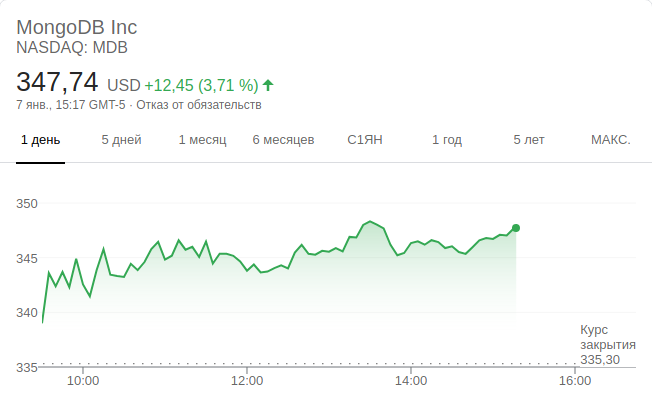 MongoDB Inc
NASDAQ: MDB
347,74 USD +12,45 (3,71 %)
7 янв., 15:17 GMT-5 · Отказ от обязательств
1 день 5 дней 1 месяц 6 месяцев С1ЯН 1 год 5 лет МАКС.
350
345
340
Курс
закрытия
335,30
335
10:00 12:00 14:00 16:00